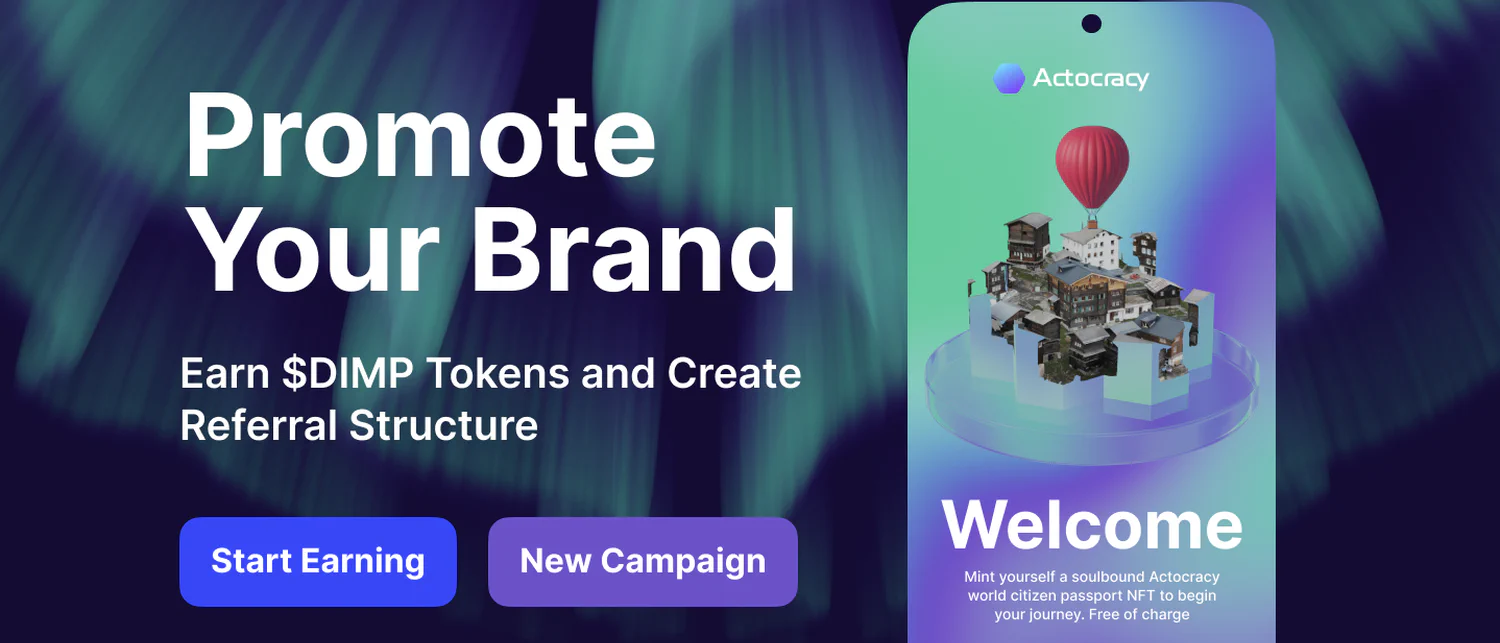 Promote
Your Brand
Earn $DIMP Tokens and Create
Referral Structure
Start Earning
New Campaign
Actocracy
Welcome
Mint yourself a soulbound Actocracy
world citizen passport NFT to begin
your journey. Free of charge